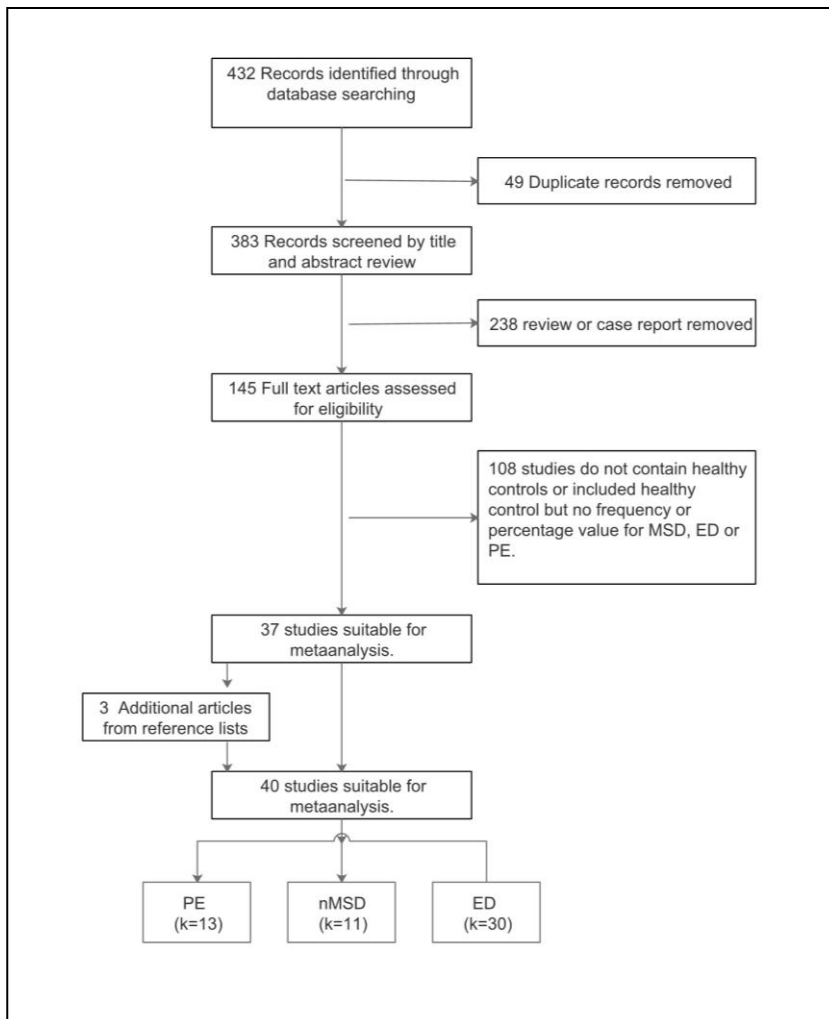 432 Records identified through
database searching
49 Duplicate records removed
383 Records screened by title
and abstract review
238 review or case report removed
145 Full text articles assessed
for eligibility
108 studies do not contain healthy
controls or included healthy
control but no frequency or
percentage value for MSD, ED or
PE.
37 studies suitable for
metaanalysis.
3 Additional articles
from reference lists
40 studies suitable for
metaanalysis.
PE
(k=13)
nMSD
(k=11)
ED
(k=30)